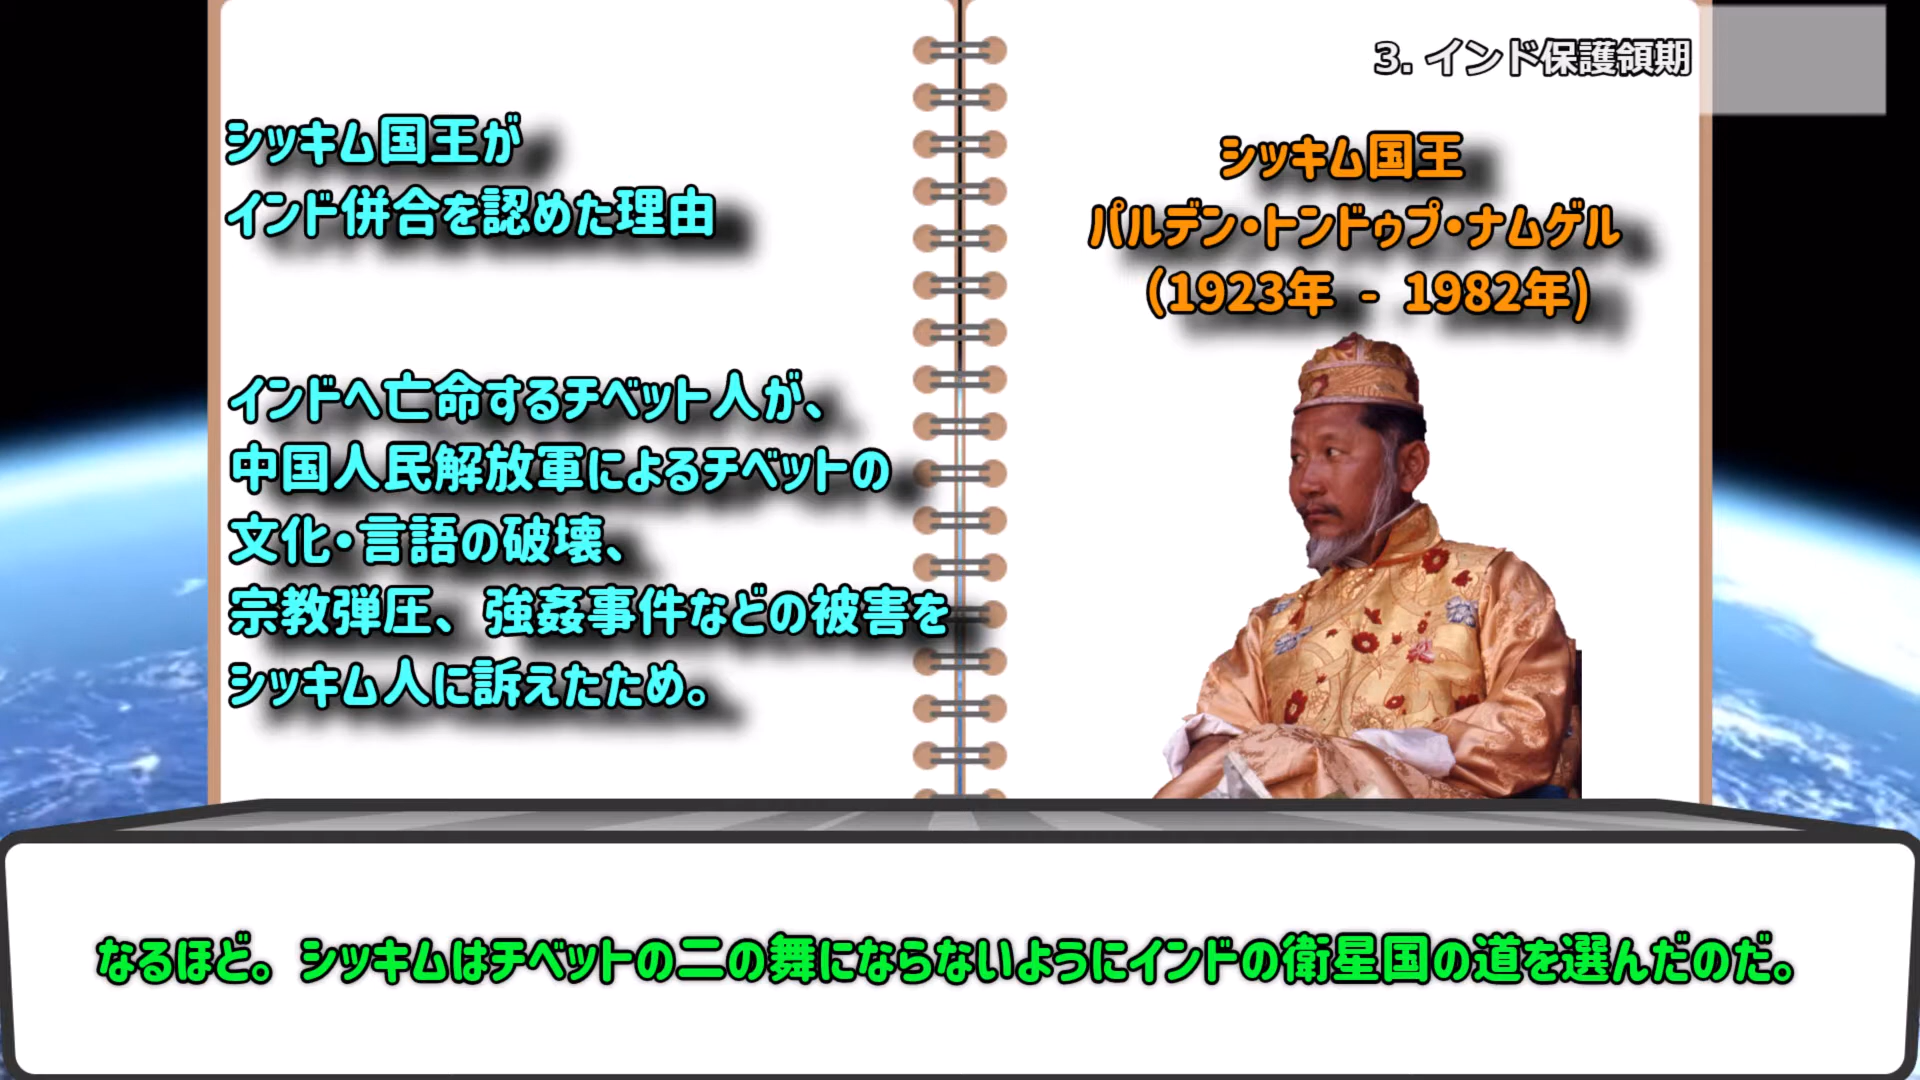 3. インド保護領期
シッキム国王が
インド併合を認めた理由
インドへ亡命するチベット人が、
中国人民解放軍によるチベットの
文化・言語の破壊、
宗教弾圧、強姦事件などの被害を
シッキム人に訴えたため。
シッキム国王
パルデン・トンドゥプ・ナムゲル
(1923年 - 1982年)
なるほど。シッキムはチベットの二の舞にならないようにインドの衛星国の道を選んだのだ。